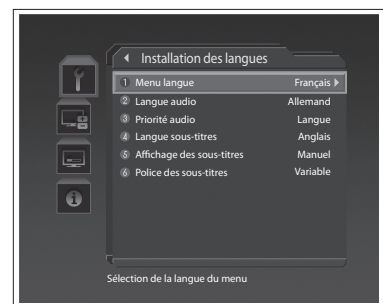 Installation des langues
1 Menu langue Français
2 Langue audio Allemand
3 Priorité audio Langue
4 Langue sous-titres Anglais
5 Affichage des sous-titres Manuel
6 Police des sous-titres Variable
Sélection de la langue du menu